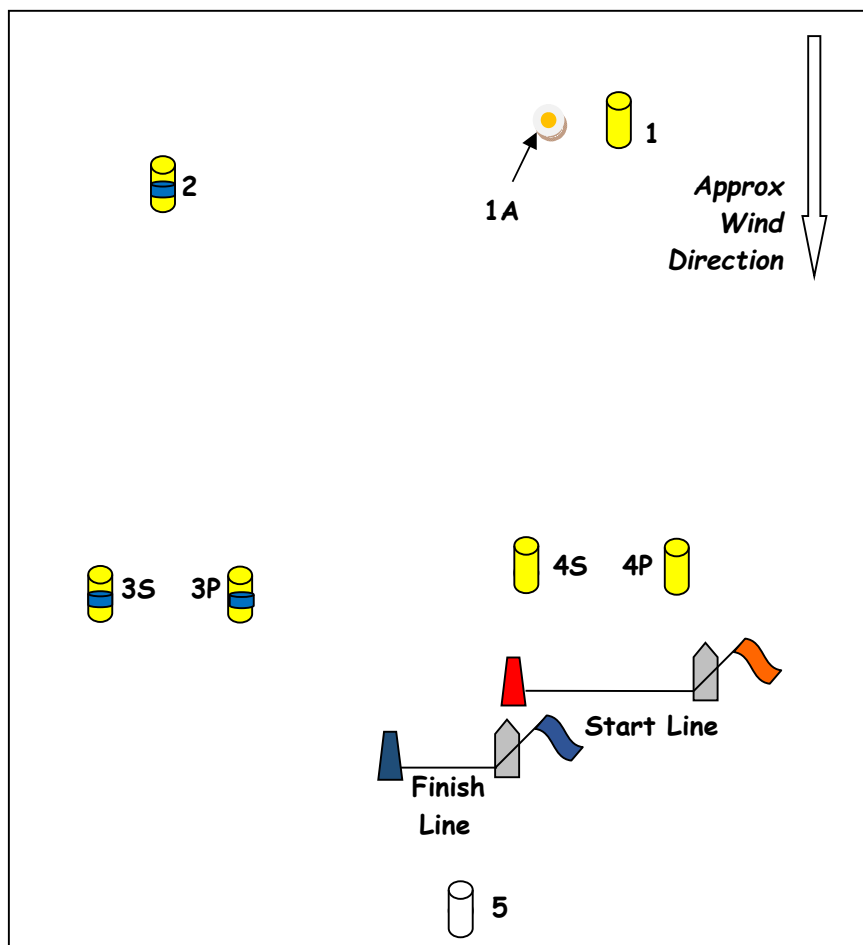 1
2
1A
Approx
Wind
Direction
3S
3P
4S
4P
Start Line
Finish
Line
5